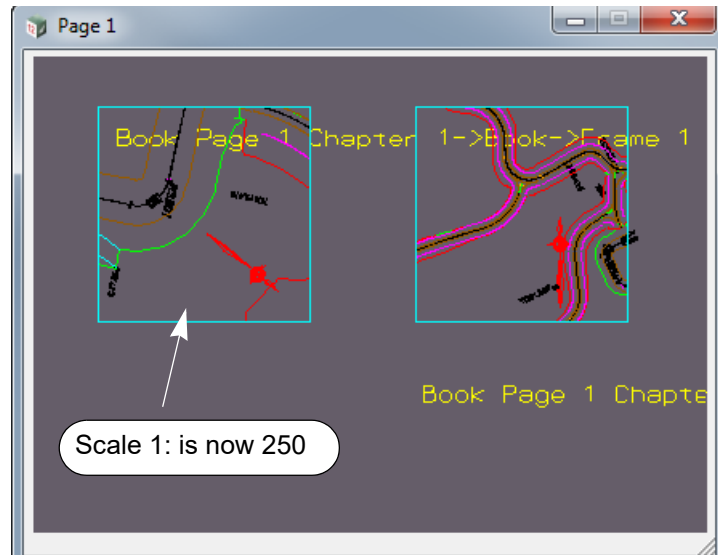 Page 1
Book Page 1 Chapter 1->Book->Frame 1
Book Page 1 Chapte
Scale 1: is now 250